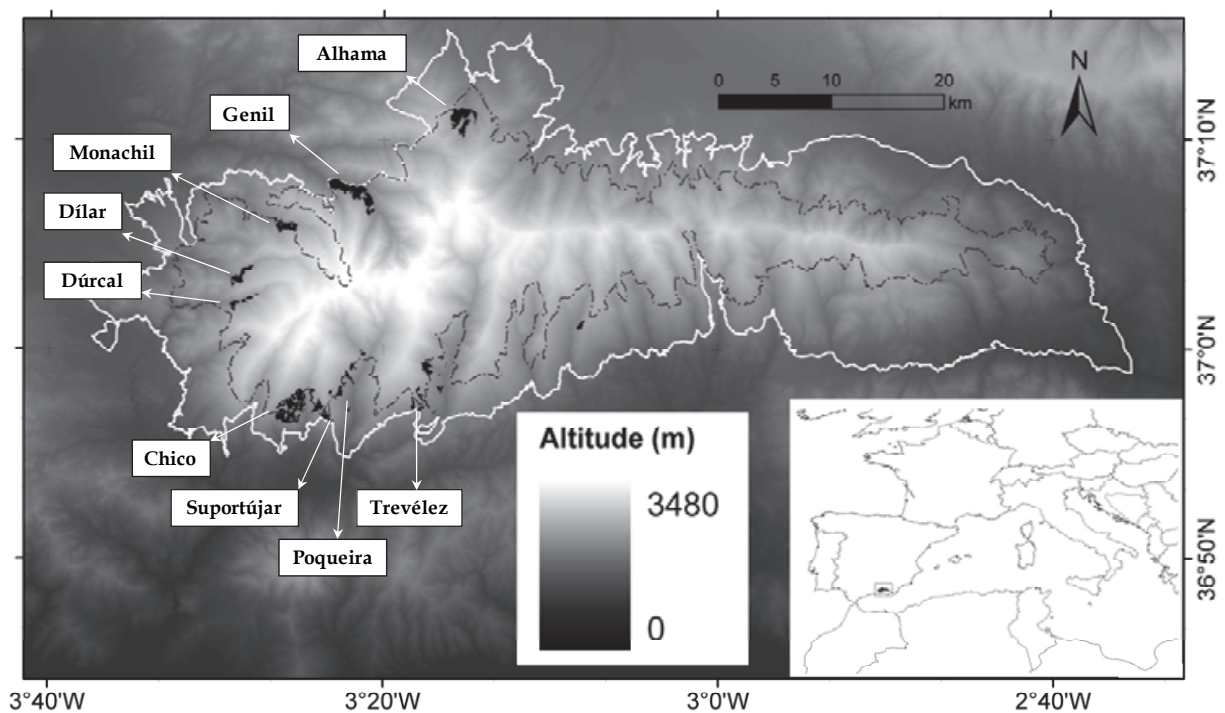 Alhama
Genil
Monachil
Dílar
Dúrcal
Chico
Suportújar
Poqueira
Trevélez
N
0 5 10 20
km
Altitude (m)
3480
0
37°10'N
37°0'N
36°50'N
3°40'W 3°20'W 3°0'W 2°40'W